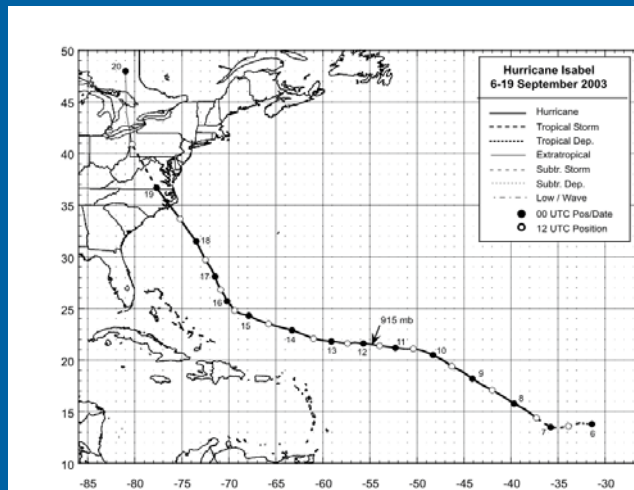 50
45
40
35
30
25
20
15
10
-85 -80 -75 -70 -65 -60 -55 -50 -45 -40 -35 -30
Hurricane Isabel
6-19 September 2003
Hurricane
Tropical Storm
Tropical Dep.
Extratropical
Subtr. Storm
Subtr. Dep.
Low / Wave
00 UTC Pos/Date
12 UTC Position
20
19
18
17
16
15
14
13
12
915 mb
11
10
9
8
7
6